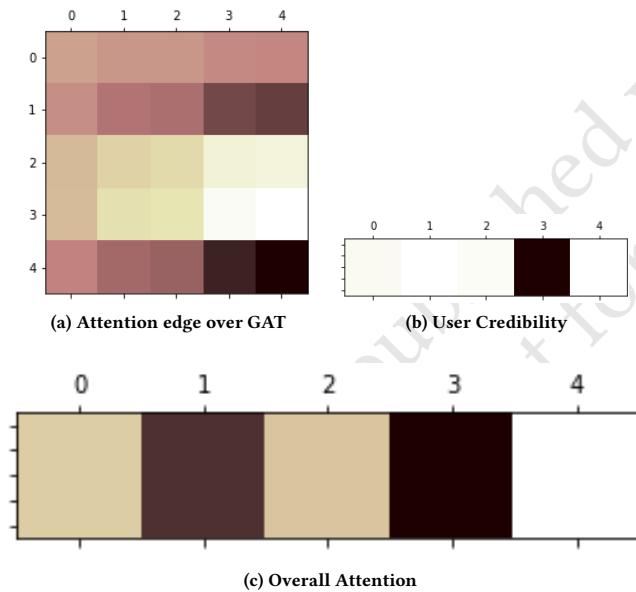 0 1 2 3 4
0
1
2
3
4
(a) Attention edge over GAT
0 1 2 3 4
(b) User Credibility
0 1 2 3 4
(c) Overall Attention